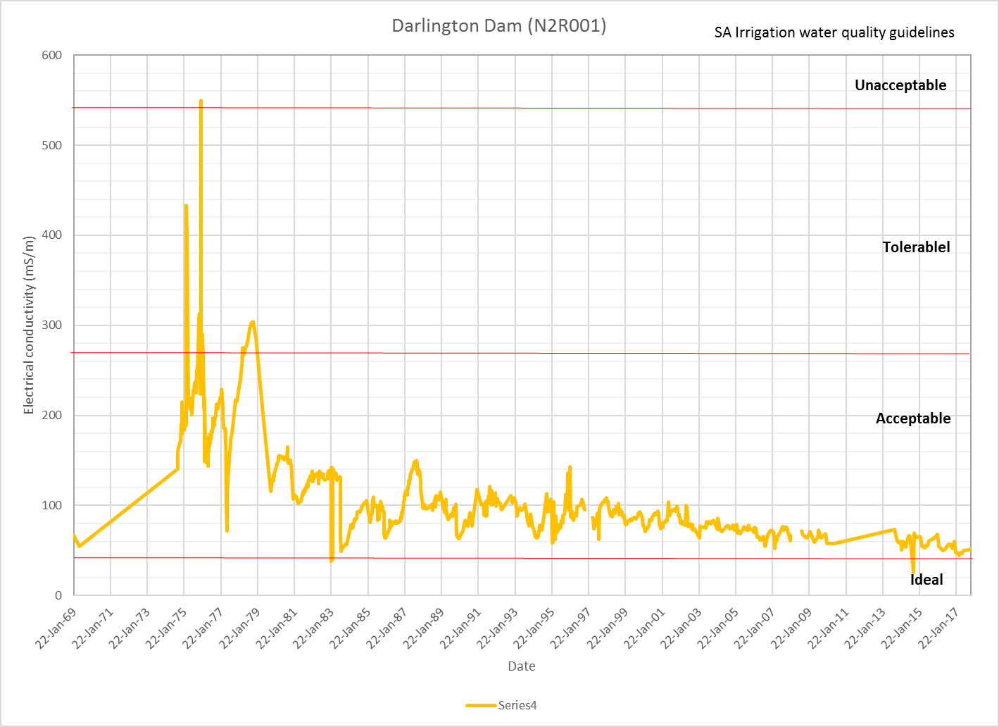 Darlington Dam (N2R001)
SA Irrigation water quality guidelines
600
Unacceptable
500
Tolerablel
400
300
Acceptable
200
100
Ideal
0
Electrical conductivity (mS/m)
22-Jan-69
22-Jan-71
22-Jan-73
22-Jan-75
22-Jan-77
22-Jan-79
22-Jan-81
22-Jan-83
22-Jan-85
22-Jan-87
22-Jan-89
22-Jan-91
22-Jan-93
22-Jan-95
22-Jan-97
22-Jan-99
22-Jan-01
22-Jan-03
22-Jan-05
22-Jan-07
22-Jan-09
22-Jan-11
22-Jan-13
22-Jan-15
22-Jan-17
Date
Series4